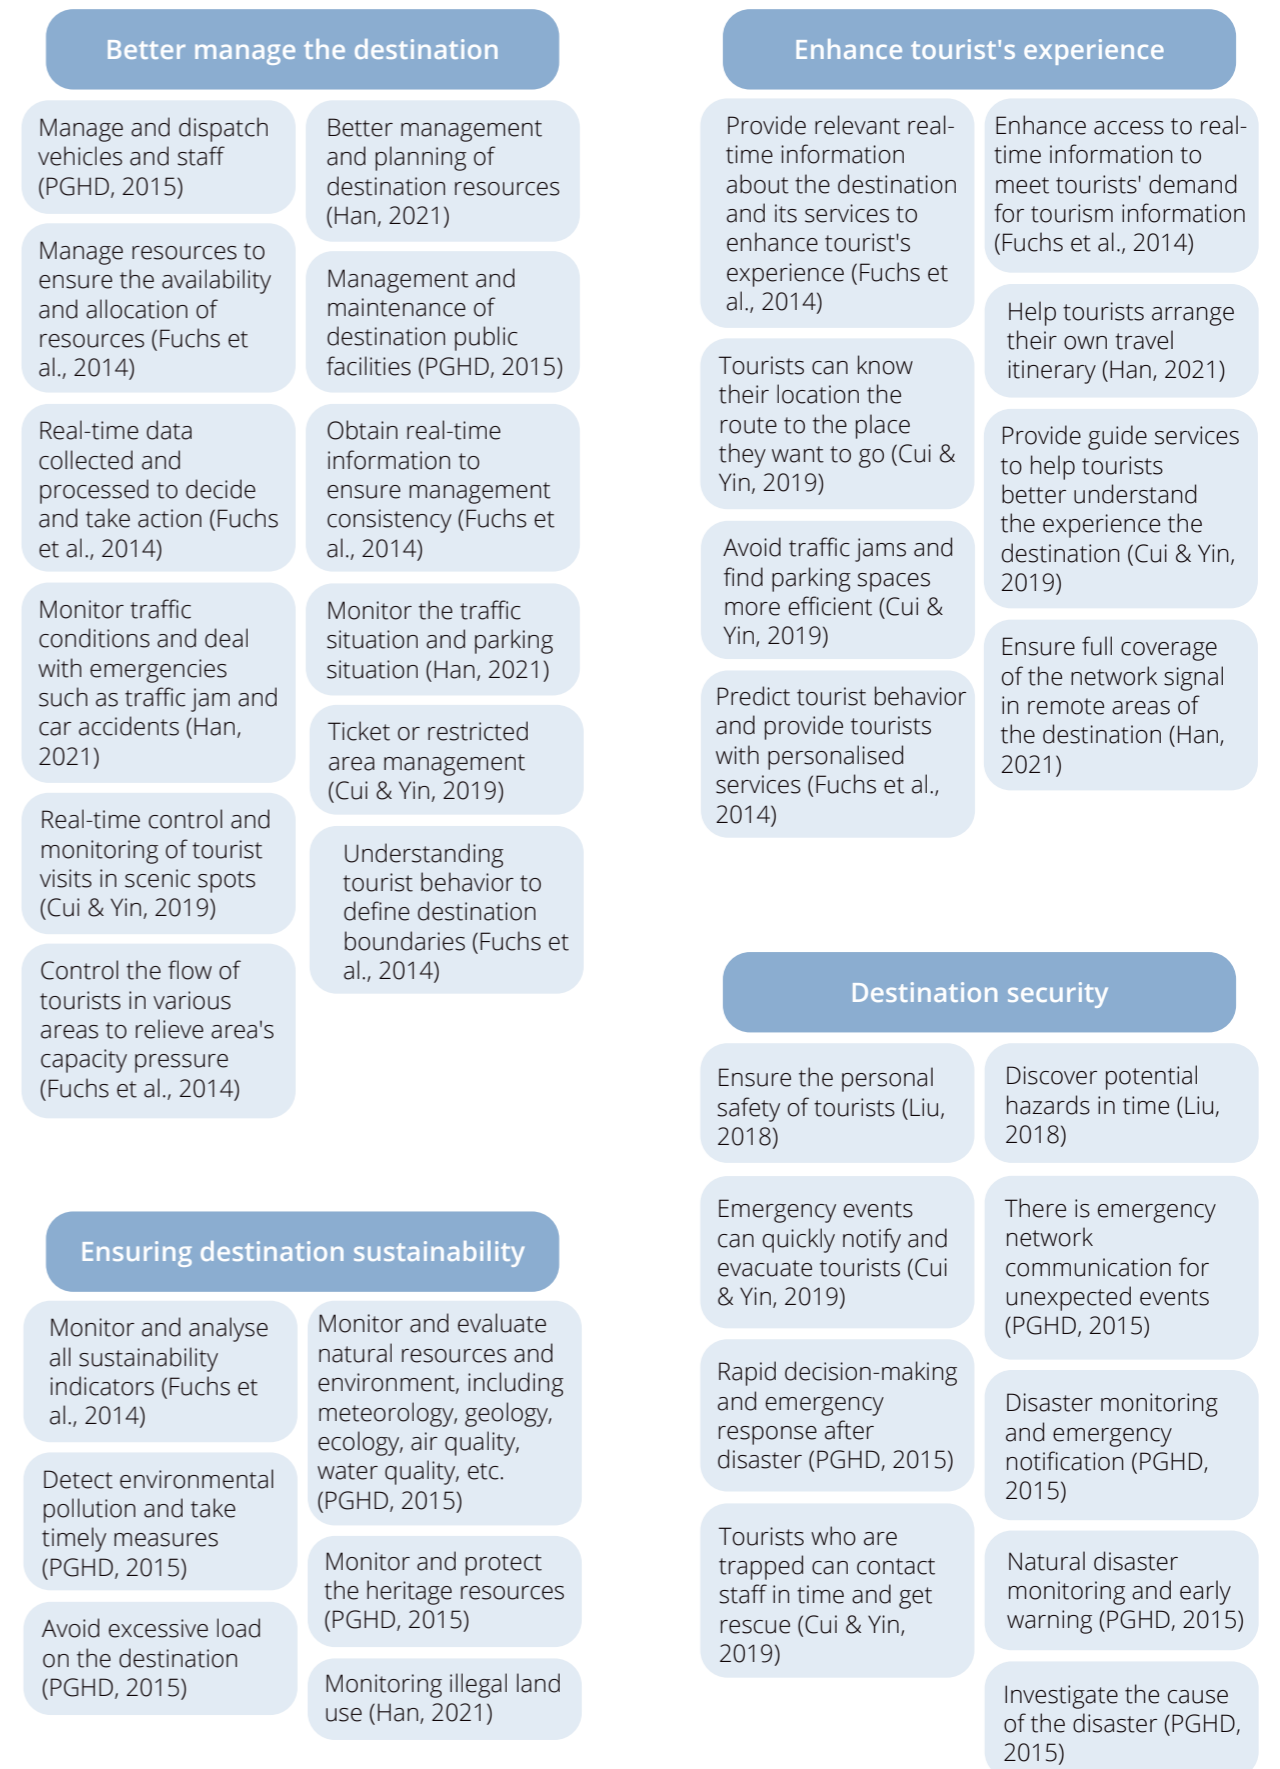 Better manage the destination
Manage and dispatch
vehicles and staff
(PGHD, 2015)
Manage resources to
ensure the availability
and allocation of
resources (Fuchs et
al., 2014)
Real-time data
collected and
processed to decide
and take action (Fuchs
et al., 2014)
Monitor traffic
conditions and deal
with emergencies
such as traffic jam and
car accidents (Han,
2021)
Real-time control and
monitoring of tourist
visits in scenic spots
(Cui & Yin, 2019)
Control the flow of
tourists in various
areas to relieve area's
capacity pressure
(Fuchs et al., 2014)
Better management
and planning of
destination resources
(Han, 2021)
Management and
maintenance of
destination public
facilities (PGHD, 2015)
Obtain real-time
information to
ensure management
consistency (Fuchs et
al., 2014)
Monitor the traffic
situation and parking
situation (Han, 2021)
Ticket or restricted
area management
(Cui & Yin, 2019)
Understanding
tourist behavior to
define destination
boundaries (Fuchs et
al., 2014)
Enhance tourist's experience
Provide relevant real-
time information
about the destination
and its services to
enhance tourist's
experience (Fuchs et
al., 2014)
Tourists can know
their location the
route to the place
they want to go (Cui &
Yin, 2019)
Avoid traffic jams and
find parking spaces
more efficient (Cui &
Yin, 2019)
Predict tourist behavior
and provide tourists
with personalised
services (Fuchs et al.,
2014)
Enhance access to real-
time information to
meet tourists' demand
for tourism information
(Fuchs et al., 2014)
Help tourists arrange
their own travel
itinerary (Han, 2021)
Provide guide services
to help tourists
better understand
the experience the
destination (Cui & Yin,
2019)
Ensure full coverage
of the network signal
in remote areas of
the destination (Han,
2021)
Ensuring destination sustainability
Monitor and analyse
all sustainability
indicators (Fuchs et
al., 2014)
Detect environmental
pollution and take
timely measures
(PGHD, 2015)
Avoid excessive load
on the destination
(PGHD, 2015)
Monitor and evaluate
natural resources and
environment, including
meteorology, geology,
ecology, air quality,
water quality, etc.
(PGHD, 2015)
Monitor and protect
the heritage resources
(PGHD, 2015)
Monitoring illegal land
use (Han, 2021)
Destination security
Ensure the personal
safety of tourists (Liu,
2018)
Emergency events
can quickly notify and
evacuate tourists (Cui
& Yin, 2019)
Rapid decision-making
and emergency
response after
disaster (PGHD, 2015)
Tourists who are
trapped can contact
staff in time and get
rescue (Cui & Yin,
2019)
Discover potential
hazards in time (Liu,
2018)
There is emergency
network
communication for
unexpected events
(PGHD, 2015)
Disaster monitoring
and emergency
notification (PGHD,
2015)
Natural disaster
monitoring and early
warning (PGHD, 2015)
Investigate the cause
of the disaster (PGHD,
2015)